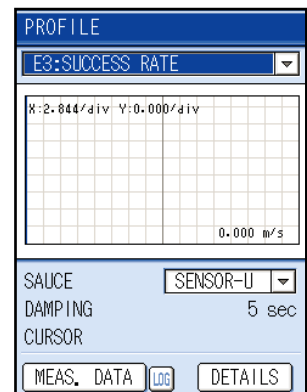 PROFILE
E3:SUCCESS RATE
X:2.844/div Y:0.000/div
0.000 m/s
SAUCE SENSOR-U
DAMPING 5 sec
CURSOR
MEAS. DATA LOG DETAILS